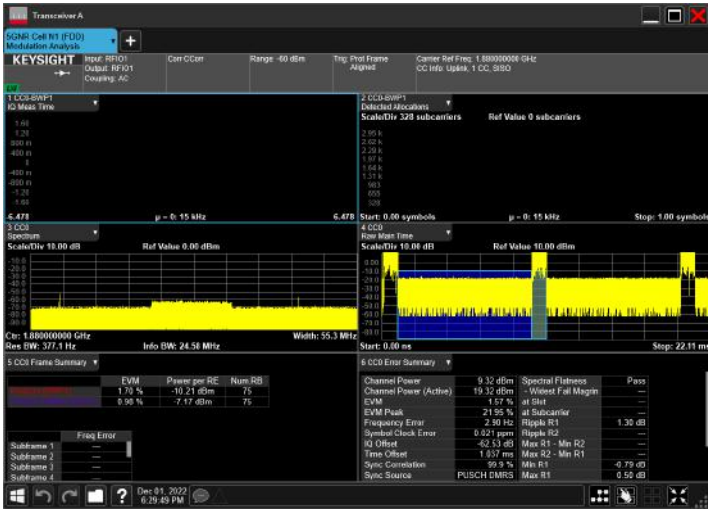 Transceiver A
5GNR Cell N1 (FDD)
Modulation Analysis
KEYSIGHT
Input: RFIO1
Output: RFIO1
Coupling: AC
Corr CCorr
Range: -60 dBm
Trig: Prot Frame
Aligned
Carrier Ref Freq: 1.880000000 GHz
CC Info: Uplink, 1 CC, SISO
1 CC0-BWP1
IQ Meas Time
1.60
1.20
800 m
-400 m
-400 m
-800 m
-1.20
-1.60
-6.478
μ = 0: 15 kHz
6.478
2 CC0-BWP1
Detected Allocations
Scale/Div 328 subcarriers
Ref Value 0 subcarriers
2.95 k
2.62 k
2.29 k
1.97 k
1.64 k
1.31 k
983
655
328
Start: 0.00 symbols
μ = 0: 15 kHz
Stop: 1.00 symbols
3 CC0
Spectrum
Scale/Div 10.00 dB
Ref Value 0.00 dBm
-10.0
-20.0
-30.0
-40.0
-50.0
-60.0
-70.0
-80.0
-90.0
Ctr: 1.880000000 GHz
Width: 55.3 MHz
Res BW: 377.1 Hz
Info BW: 24.50 MHz
4 CC0
Raw Main Time
Scale/Div 10.00 dB
Ref Value 10.00 dBm
0.00
-10.0
-20.0
-30.0
-40.0
-50.0
-60.0
-70.0
-80.0
Start: 0.00 ns
Stop: 22.11 ms
5 CC0 Frame Summary
EVM Power per RE Num.RB
1.70 % -10.21 dBm 75
0.98 % -7.17 dBm 75
Freq Error
Subframe 1 —
Subframe 2 —
Subframe 3 —
Subframe 4 —
6 CC0 Error Summary
Channel Power 9.32 dBm Spectral Flatness Pass
Channel Power (Active) 19.32 dBm - Widest Fail Magrin —
EVM 1.57 % at Slot —
EVM Peak 21.95 % at Subcarrier —
Frequency Error 2.90 Hz Ripple R1 1.30 dB
Symbol Clock Error 0.021 ppm Ripple R2 —
IQ Offset -62.53 dB Max R1 - Min R2 —
Time Offset 1.037 ms Max R2 - Min R1 —
Sync Correlation 99.9 % Min R1 -0.79 dB
Sync Source PUSCH DMRS Max R1 0.50 dB
Dec 01, 2022
6:29:49 PM